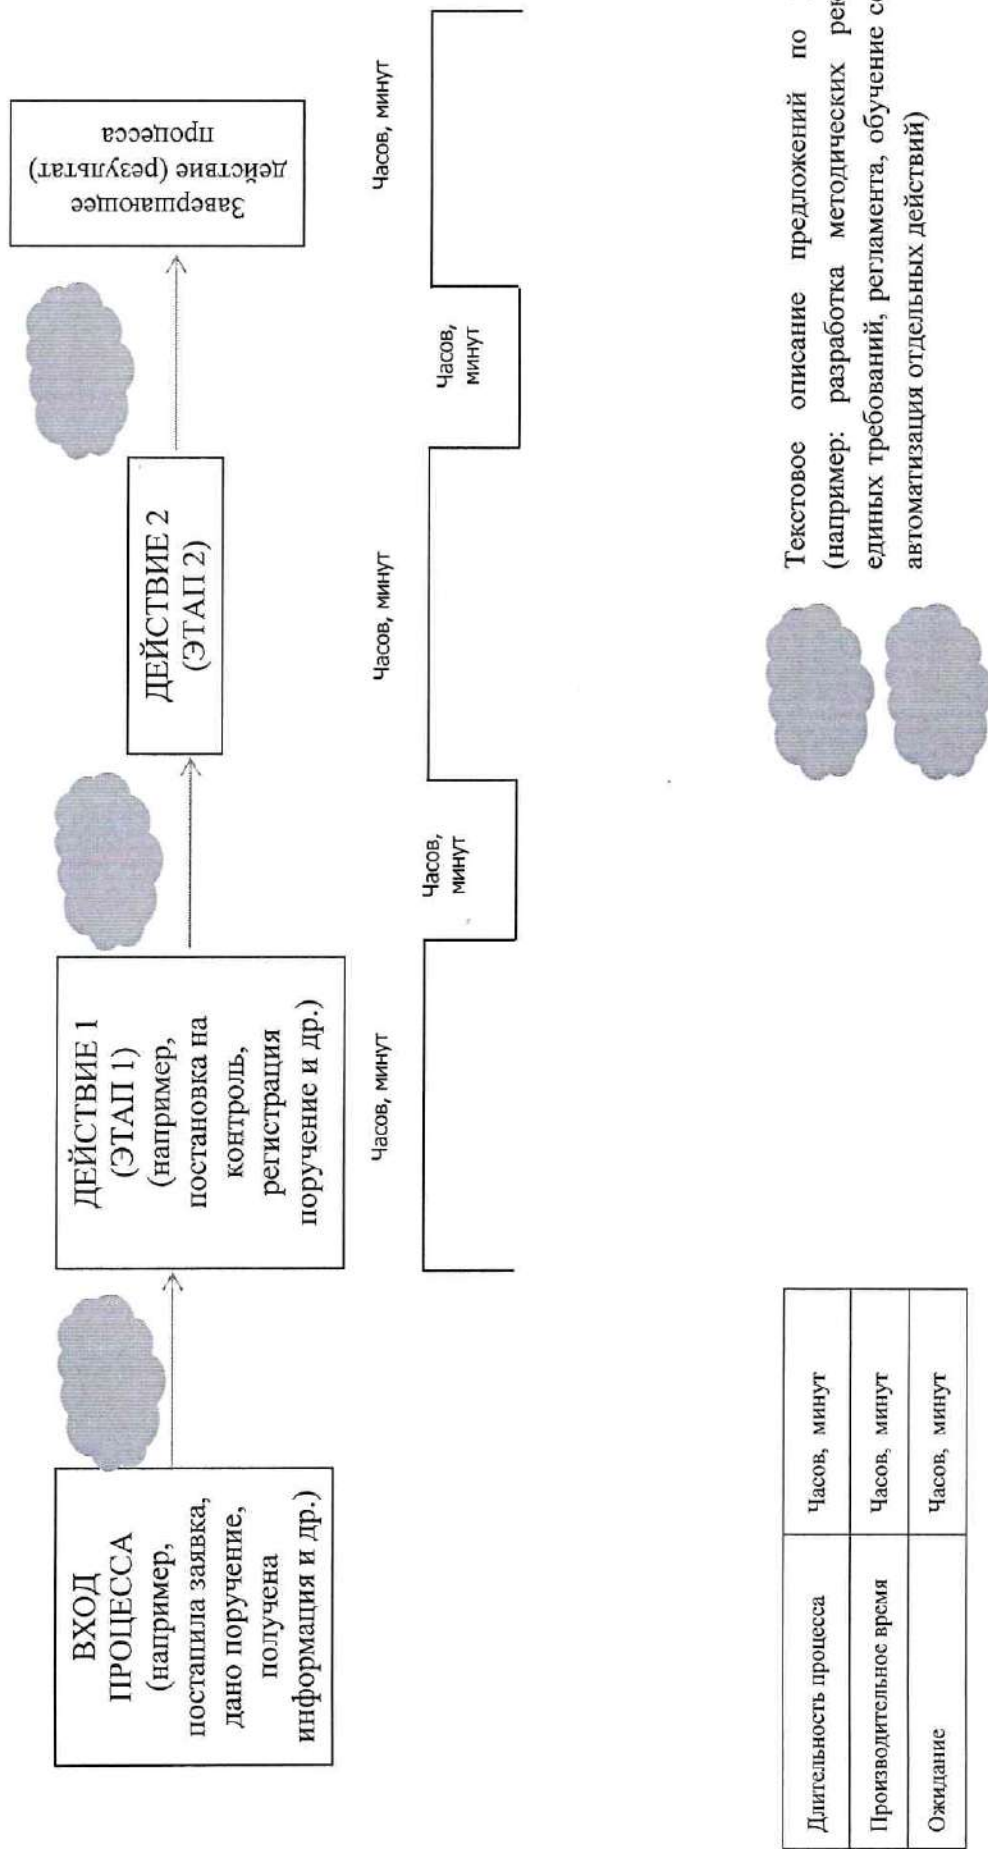 ВХОД
ПРОЦЕССА
(например,
поставила заявка,
дано поручение,
получена
информация и др.)
ДЕЙСТВИЕ 1
(ЭТАП 1)
(например,
постановка на
контроль,
регистрация
поручение и др.)
ДЕЙСТВИЕ 2
(ЭТАП 2)
Завершающее
действие (результат)
процесса
Часов, минут
Часов,
минут
Часов, минут
Часов,
минут
Часов, минут
Длительность процесса Часов, минут
Производительное время Часов, минут
Ожидание Часов, минут
Текстовое описание предложений по
(например: разработка методических
единых требований, регламента, обучение
автоматизация отдельных действий)